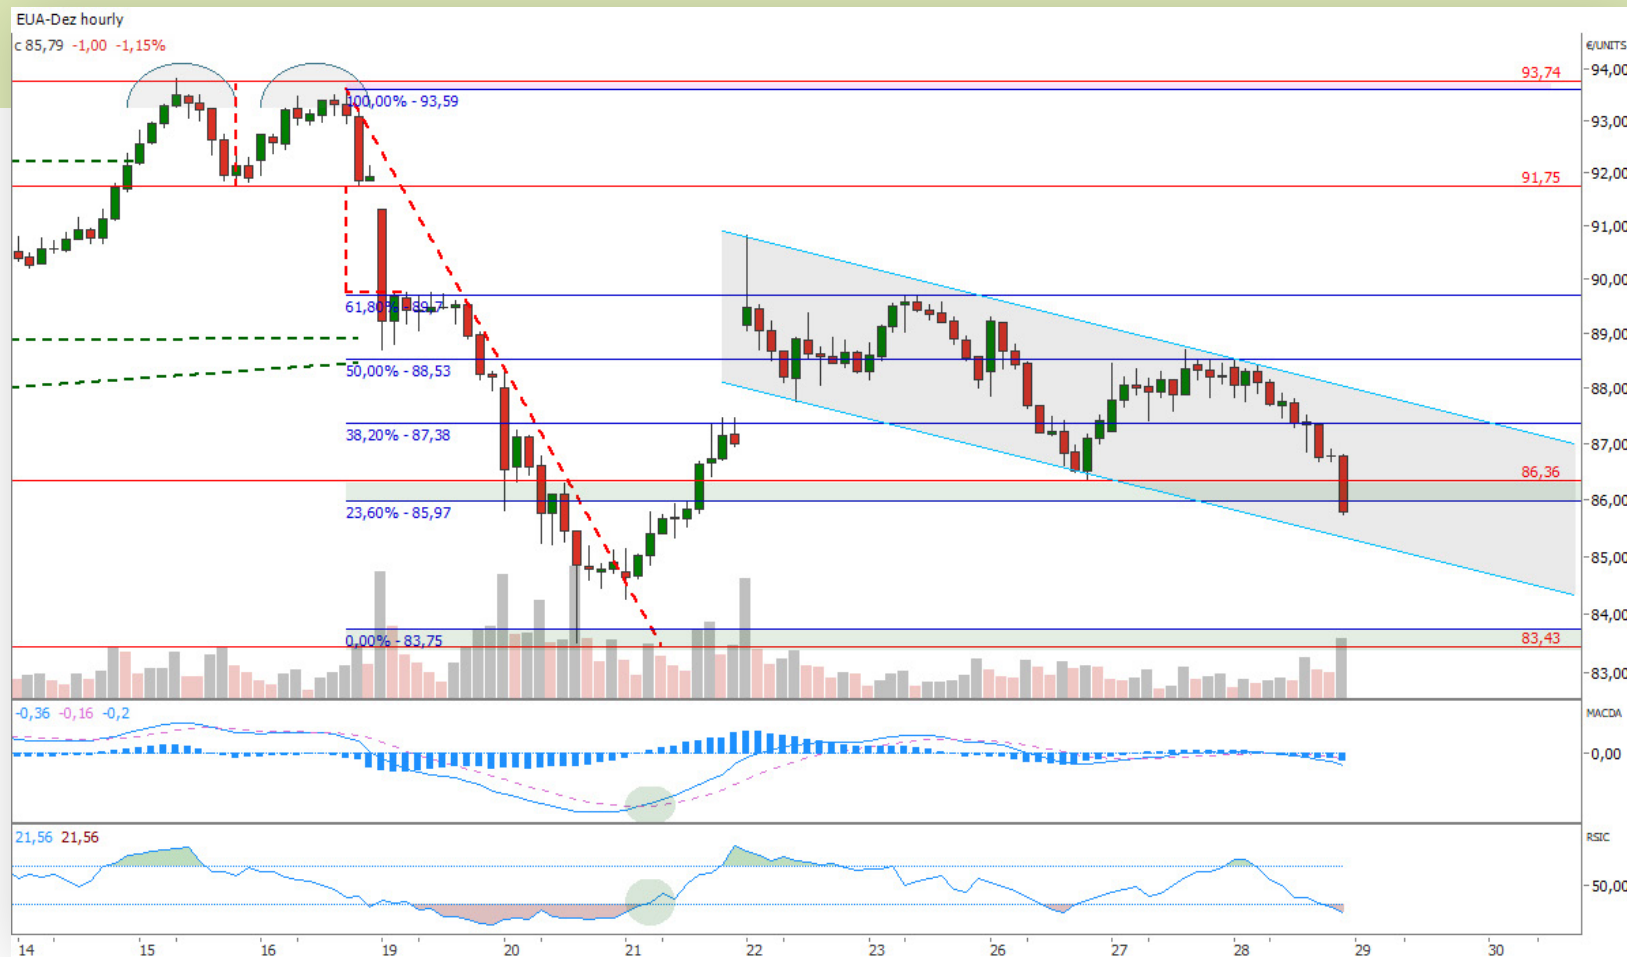 EUA-Dez hourly
c 85,79 -1,00 -1,15%
€/UNITS
94,00
93,74
100,00% - 93,59
93,00
92,00
91,75
91,00
90,00
61,80% - 89,7
89,00
50,00% - 88,53
88,00
38,20% - 87,38
87,00
86,36
86,00
23,60% - 85,97
85,00
84,00
0,00% - 83,75
83,43
83,00
-0,36 -0,16 -0,2
MACDA
0,00
21,56 21,56
RSIC
50,00
14 15 16 19 20 21 22 23 26 27 28 29 30